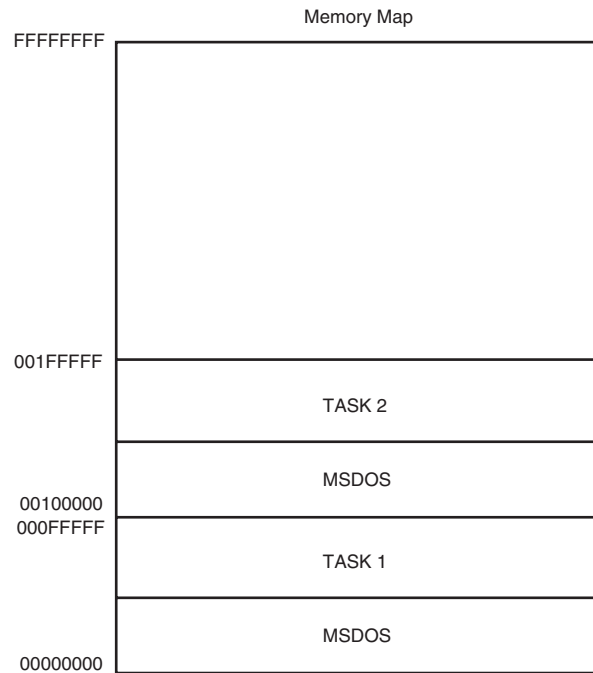 Memory Map
FFFFFFFF
001FFFFF
TASK 2
MSDOS
00100000
000FFFFF
TASK 1
MSDOS
00000000